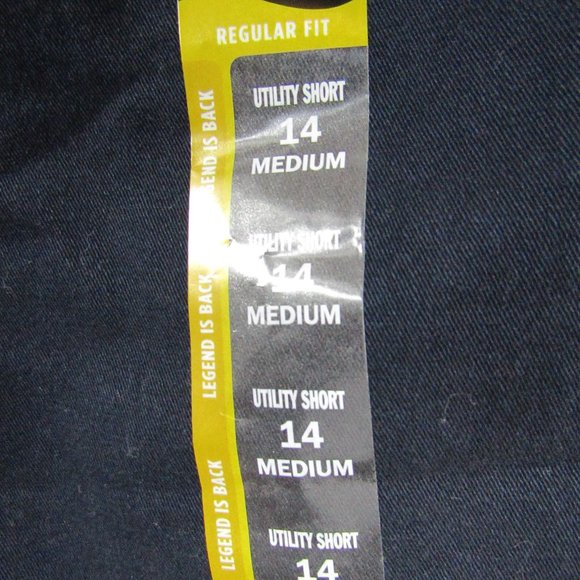 REGULAR FIT
LEGEND IS BACK
UTILITY SHORT
14
MEDIUM
UTILITY SHORT
14
MEDIUM
LEGEND IS BACK
UTILITY SHORT
14
MEDIUM
LEGEND IS BACK
UTILITY SHORT
14